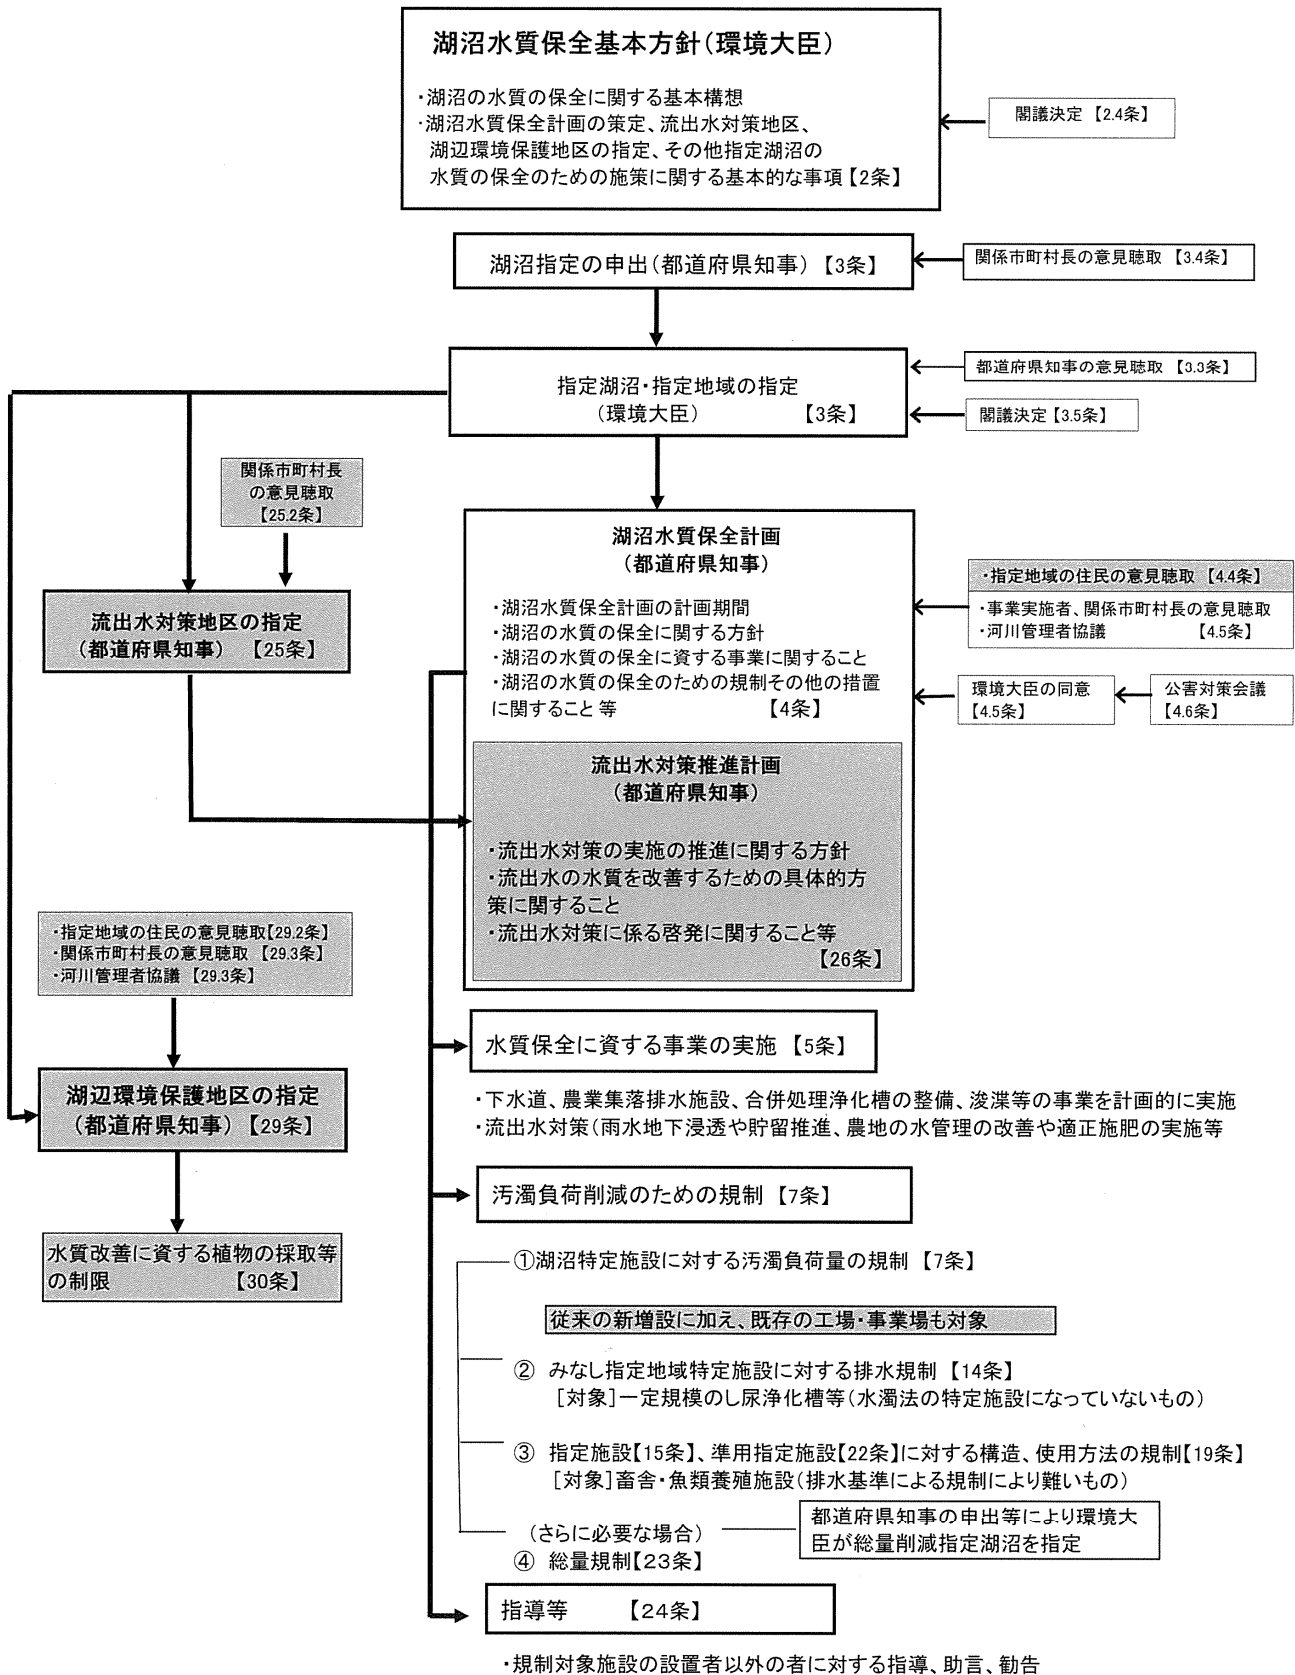 湖沼水質保全基本方針(環境大臣)
・湖沼の水質の保全に関する基本構想
・湖沼水質保全計画の策定、流出水対策地区、
湖辺環境保護地区の指定、その他指定湖沼の
水質の保全のための施策に関する基本的な事項【2条】
閣議決定【2.4条】
湖沼指定の申出(都道府県知事)【3条】
関係市町村長の意見聴取【3.4条】
指定湖沼・指定地域の指定
(環境大臣)【3条】
都道府県知事の意見聴取【3.3条】
閣議決定【3.5条】
関係市町村長
の意見聴取
【25.2条】
流出水対策地区の指定
(都道府県知事)【25条】
湖沼水質保全計画
(都道府県知事)
・湖沼水質保全計画の計画期間
・湖沼の水質の保全に関する方針
・湖沼の水質の保全に資する事業に関すること
・湖沼の水質の保全のための規制その他の措置
に関すること 等【4条】
・指定地域の住民の意見聴取【4.4条】
・事業実施者、関係市町村長の意見聴取
・河川管理者協議【4.5条】
環境大臣の同意
【4.5条】
公害対策会議
【4.6条】
流出水対策推進計画
(都道府県知事)
・流出水対策の実施の推進に関する方針
・流出水の水質を改善するための具体的方
策に関すること
・流出水対策に係る啓発に関すること等
【26条】
・指定地域の住民の意見聴取【29.2条】
・関係市町村長の意見聴取【29.3条】
・河川管理者協議【29.3条】
湖辺環境保護地区の指定
(都道府県知事)【29条】
水質改善に資する植物の採取等
の制限【30条】
水質保全に資する事業の実施【5条】
・下水道、農業集落排水施設、合併処理浄化槽の整備、浚渫等の事業を計画的に実施
・流出水対策(雨水地下浸透や貯留推進、農地の水管理の改善や適正施肥の実施等
汚濁負荷削減のための規制【7条】
①湖沼特定施設に対する汚濁負荷量の規制【7条】
従来の新増設に加え、既存の工場・事業場も対象
② みなし指定地域特定施設に対する排水規制【14条】
[対象]一定規模のし尿浄化槽等(水濁法の特定施設になっていないもの)
③ 指定施設【15条】、準用指定施設【22条】に対する構造、使用方法の規制【19条】
[対象]畜舎・魚類養殖施設(排水基準による規制により難いもの)
(さらに必要な場合)
都道府県知事の申出等により環境大
臣が総量削減指定湖沼を指定
④ 総量規制【23条】
指導等【24条】
・規制対象施設の設置者以外の者に対する指導、助言、勧告